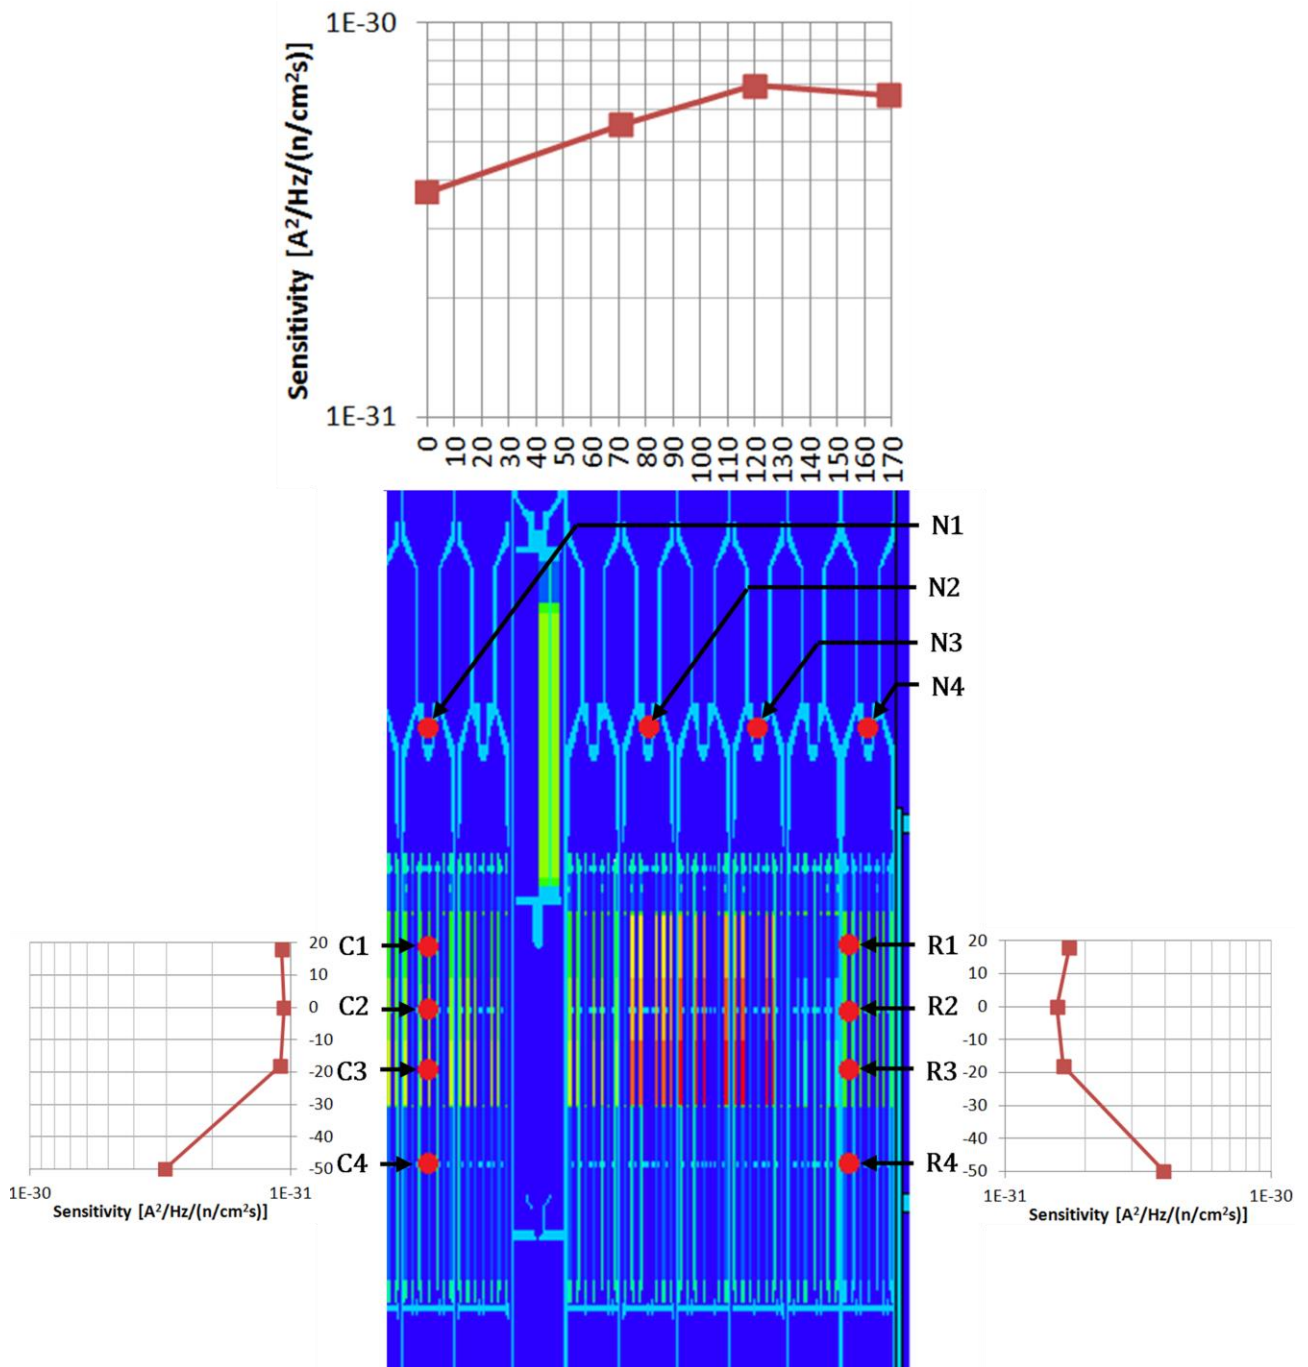 1E-30
Sensitivity [A²/Hz/(n/cm²s)]
1E-31
0 10 20 30 40 50 60 70 80 90 100 110 120 130 140 150 160 170
N1
N2
N3
N4
C1
C2
C3
C4
R1
R2
R3
R4
20
10
0
-10
-20
-30
-40
-50
1E-30 1E-31
Sensitivity [A²/Hz/(n/cm²s)]
20
10
0
-10
-20
-30
-40
-50
1E-31 1E-30
Sensitivity [A²/Hz/(n/cm²s)]